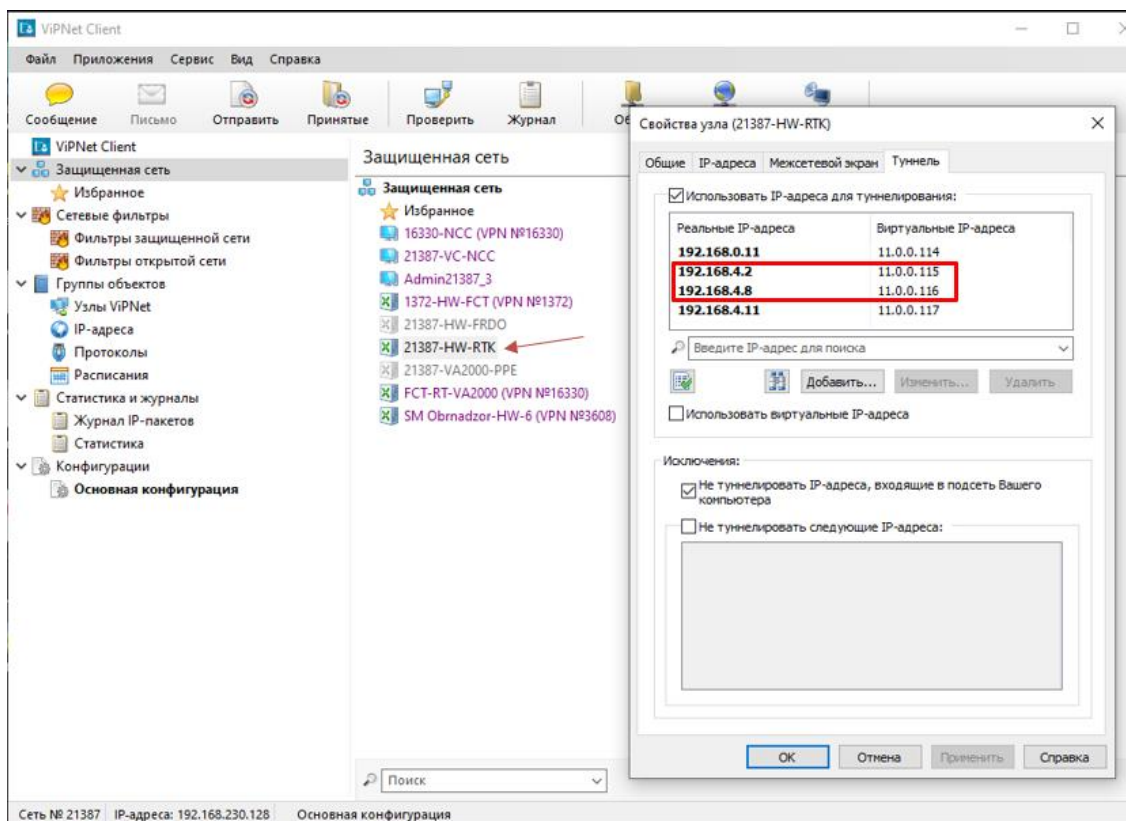 ViPNet Client
Файл Приложения Сервис Вид Справка
Сообщение Письмо Отправить Принятые Проверить Журнал
ViPNet Client
Защищенная сеть
Избранное
Сетевые фильтры
Фильтры защищенной сети
Фильтры открытой сети
Группы объектов
Узлы ViPNet
IP-адреса
Протоколы
Расписания
Статистика и журналы
Журнал IP-пакетов
Статистика
Конфигурации
Основная конфигурация
Защищенная сеть
Защищенная сеть
Избранное
16330-NCC (VPN №16330)
21387-VC-NCC
Admin21387_3
1372-HW-FCT (VPN №1372)
21387-HW-FRDO
21387-HW-RTK
21387-VA2000-PPE
FCT-RT-VA2000 (VPN №16330)
SM Obrnadzor-HW-6 (VPN №3608)
Поиск
Свойства узла (21387-HW-RTK)
Общие IP-адреса Межсетевой экран Туннель
Использовать IP-адреса для туннелирования:
Реальные IP-адреса Виртуальные IP-адреса
192.168.0.11 11.0.0.114
192.168.4.2 11.0.0.115
192.168.4.8 11.0.0.116
192.168.4.11 11.0.0.117
Введите IP-адрес для поиска
Добавить... Изменить... Удалить
Использовать виртуальные IP-адреса
Исключения:
Не туннелировать IP-адреса, входящие в подсеть Вашего
компьютера
Не туннелировать следующие IP-адреса:
OK Отмена Применить Справка
Сеть № 21387 IP-адреса: 192.168.230.128 Основная конфигурация